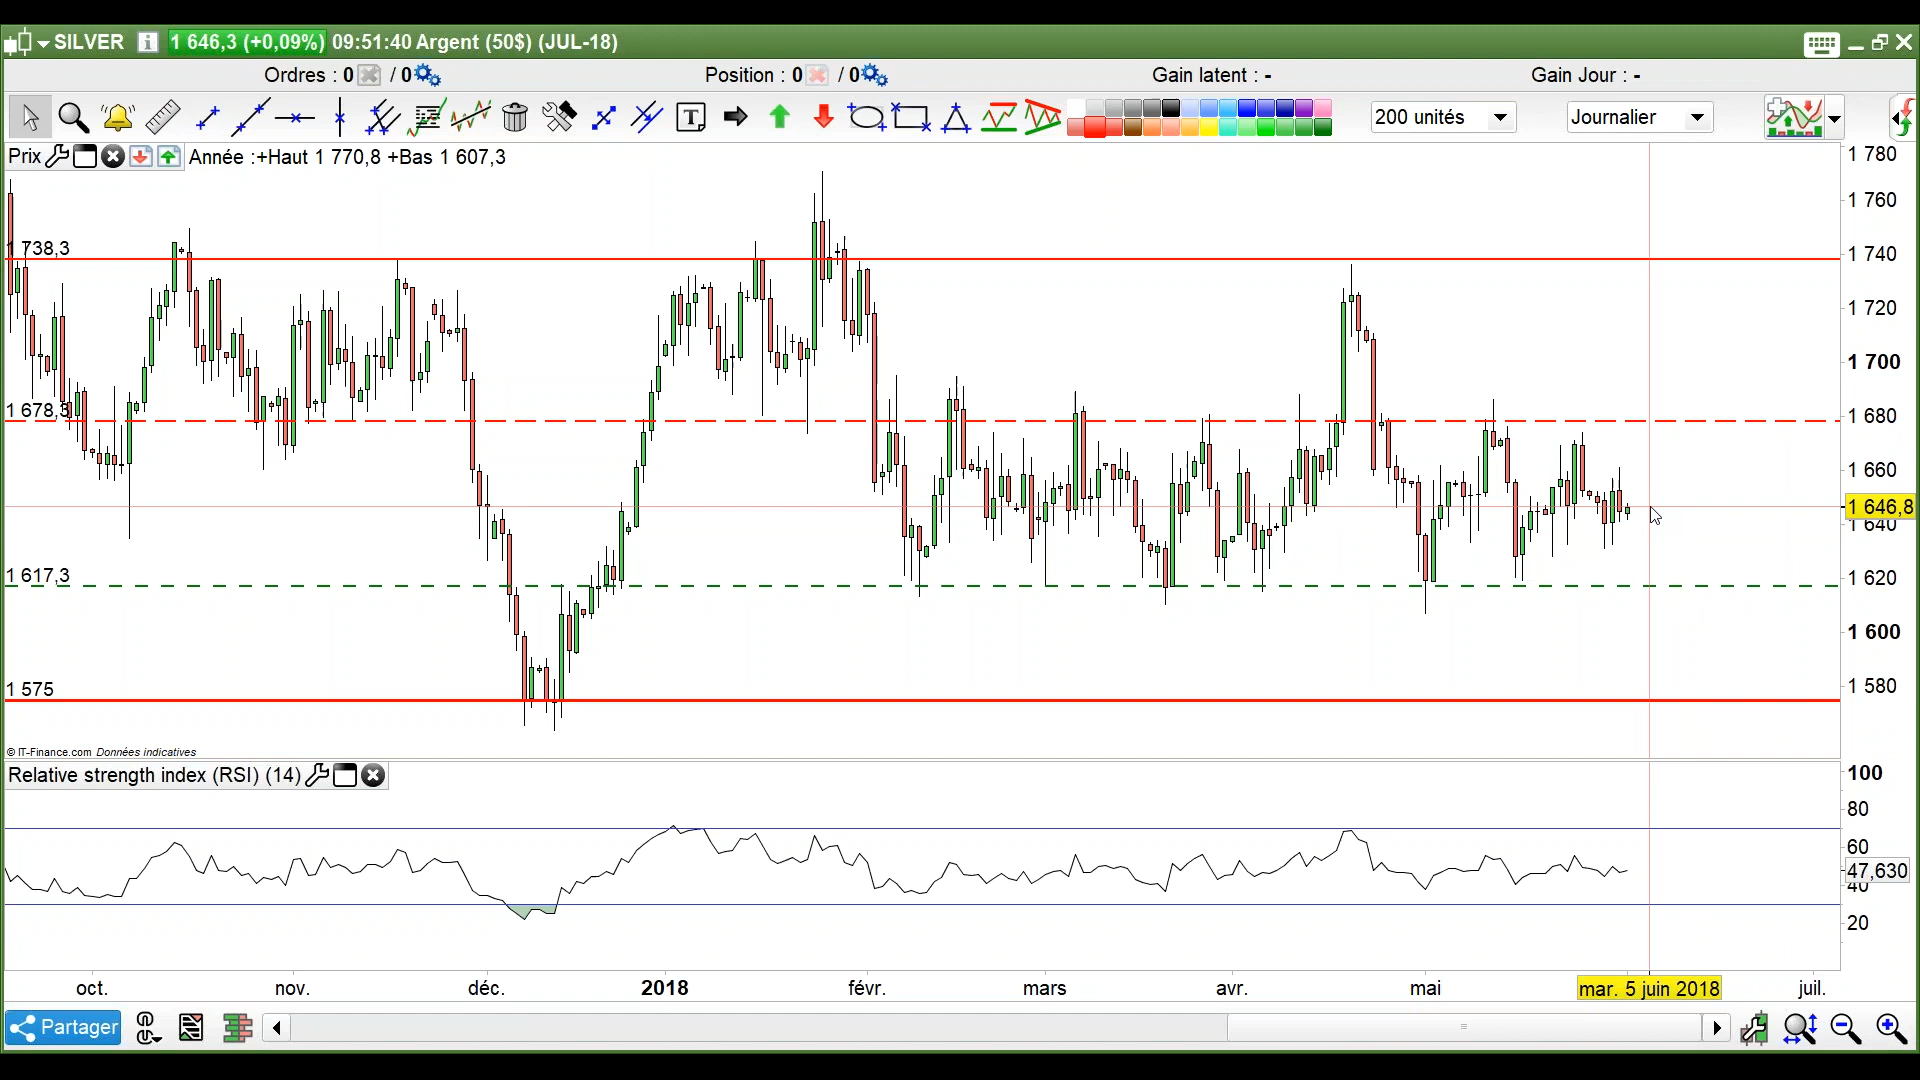 SILVER i 1 646,3 (+0,09%) 09:51:40 Argent (50$) (JUL-18)
Ordres : 0 / 0 Position : 0 / 0 Gain latent : - Gain Jour : -
T 200 unités Journalier
Prix Année :+Haut 1 770,8 +Bas 1 607,3
1 780
1 760
1 738,3
1 740
1 720
1 700
1 678,3
1 680
1 660
1 646,8
1 640
1 617,3
1 620
1 600
1 575
1 580
© IT-Finance.com Données indicatives
Relative strength index (RSI) (14)
100
80
60
47,630
40
20
oct. nov. déc. 2018 févr. mars avr. mai mar. 5 juin 2018 juil.
Partager